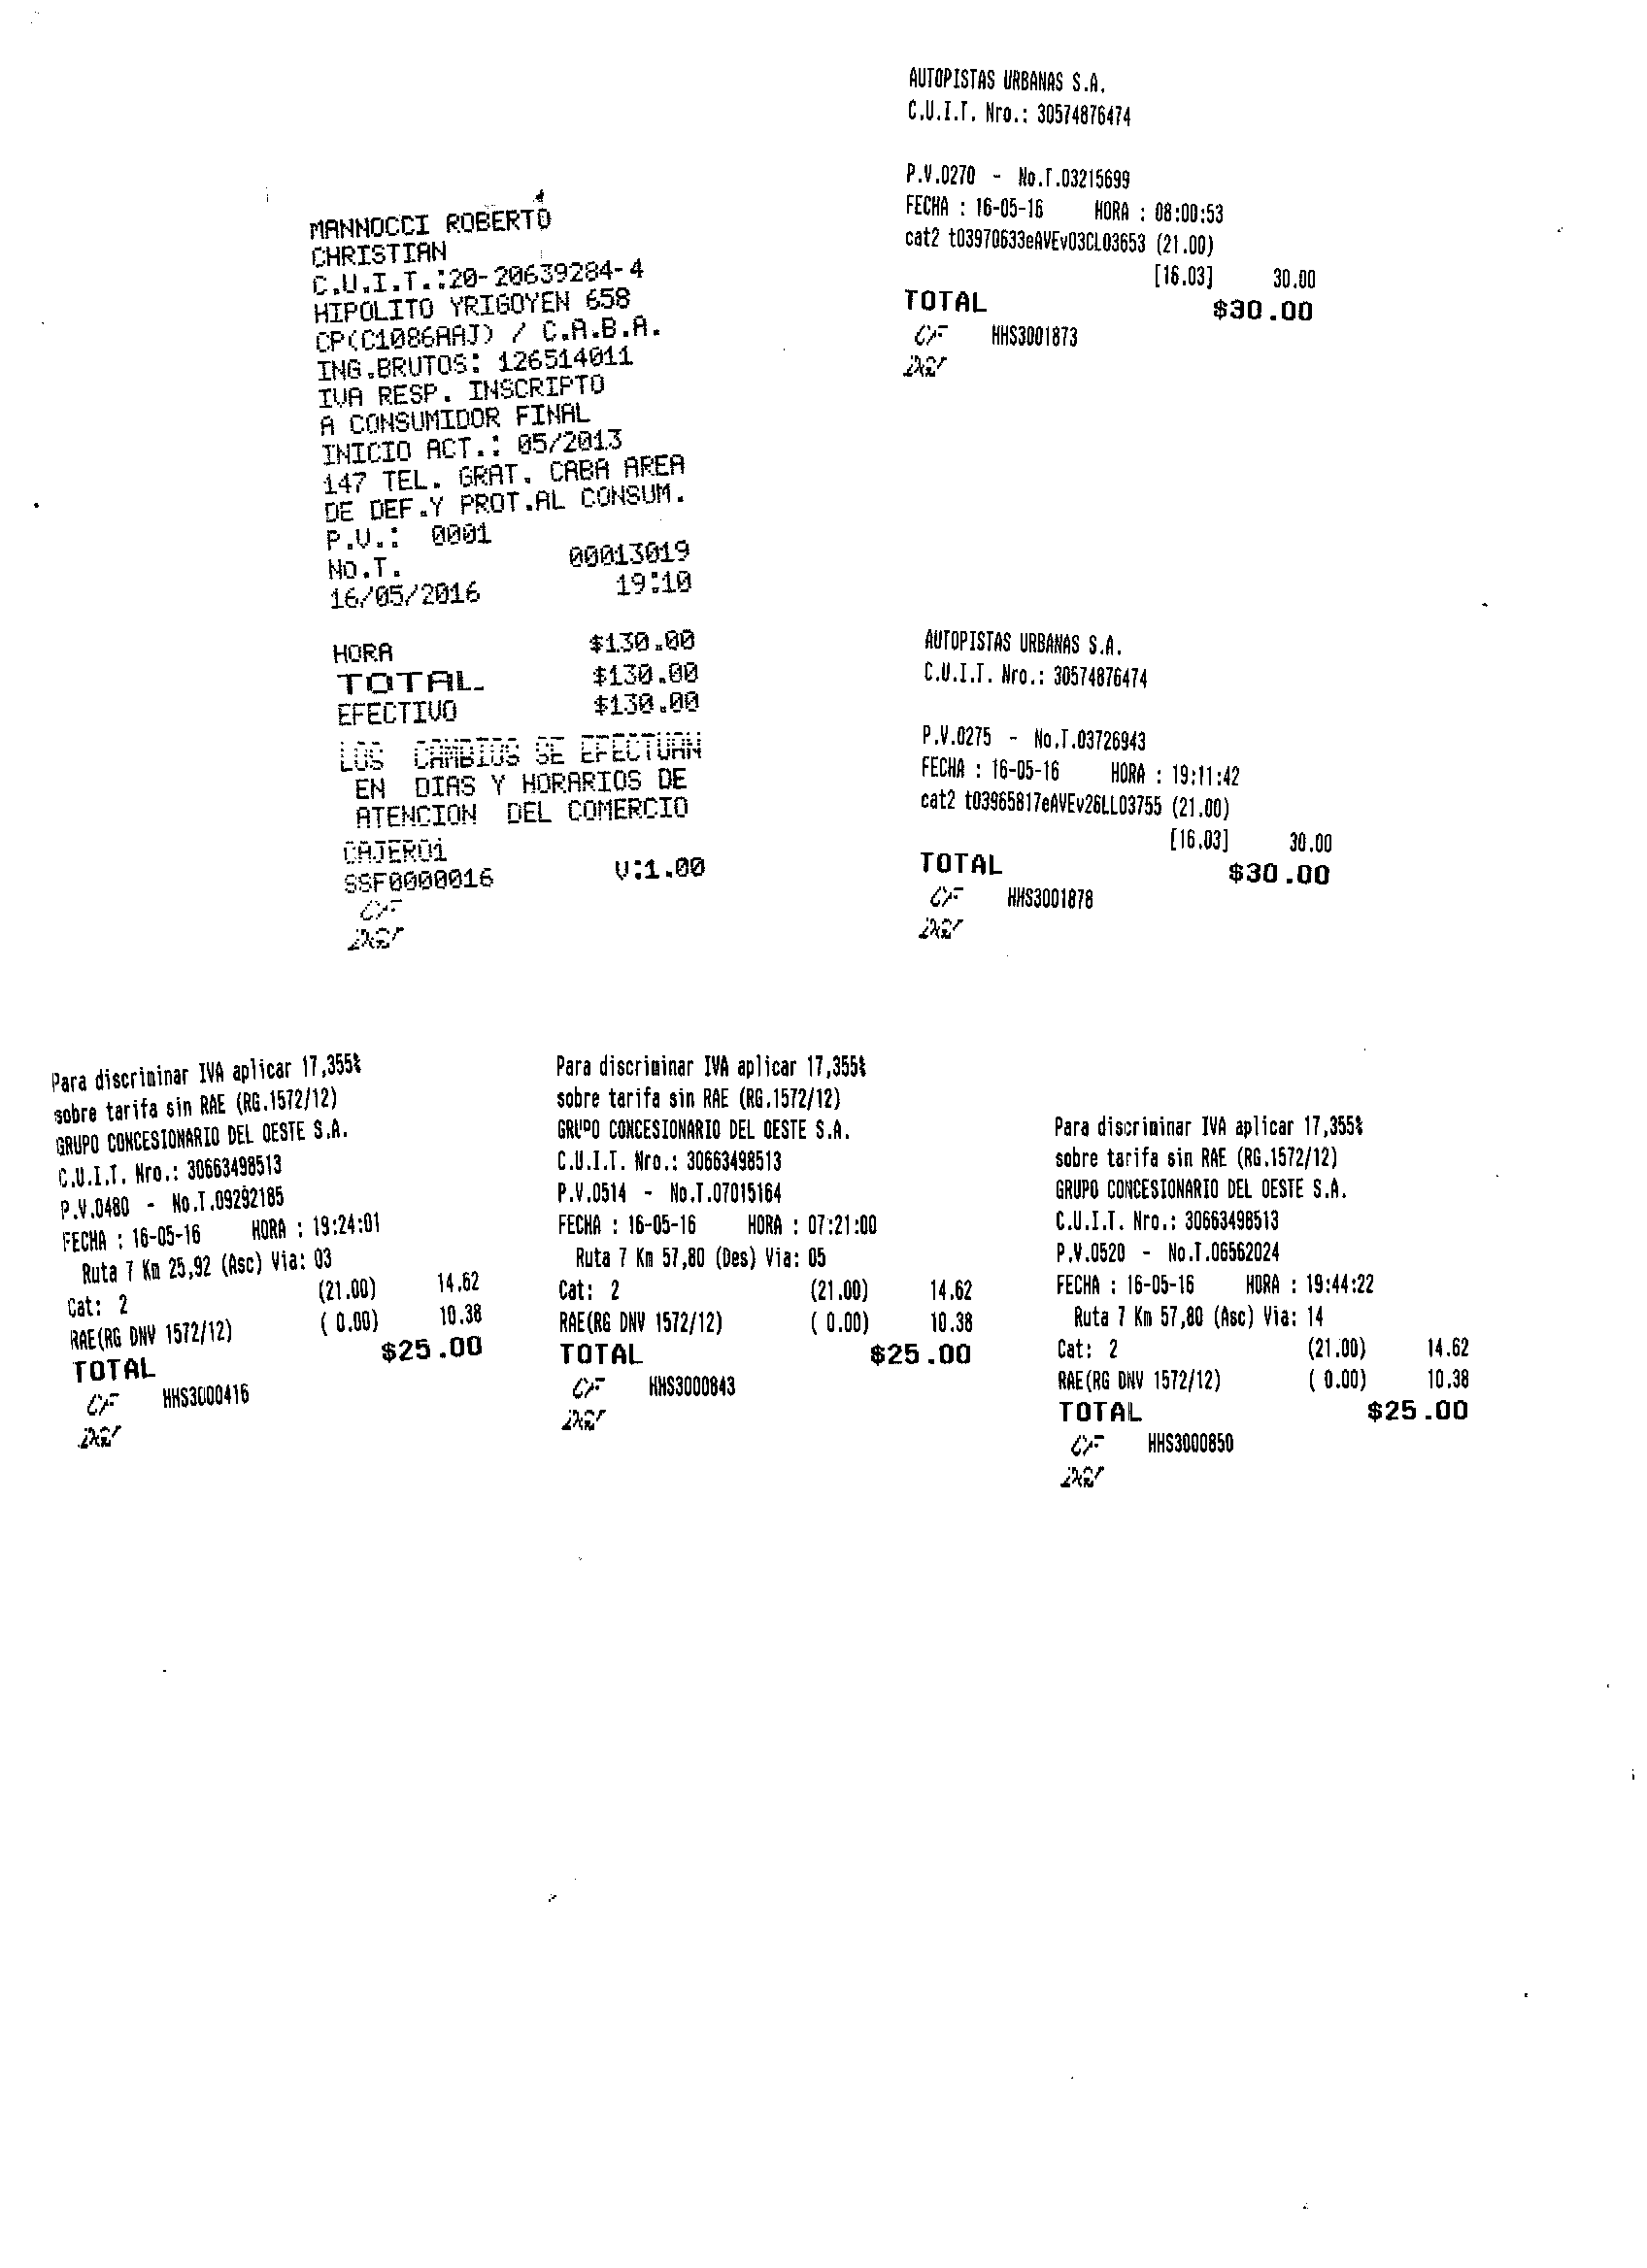 MANNOCCI ROBERTO
CHRISTIAN
C.U.I.T.:20-20639284-4
HIPOLITO YRIGOYEN 658
CP(C1086AAJ) / C.A.B.A.
ING.BRUTOS: 126514011
IVA RESP. INSCRIPTO
A CONSUMIDOR FINAL
INICIO ACT.: 05/2013
147 TEL. GRAT. CABA AREA
DE DEF.Y PROT.AL CONSUM.
P.V.: 0001
No.T. 00013019
16/05/2016 19:10
HORA $130.00
TOTAL $130.00
EFECTIVO $130.00
LOS CAMBIOS SE EFECTUAN
EN DIAS Y HORARIOS DE
ATENCION DEL COMERCIO
CAJERO1
SSF0000016 V:1.00
CF
DGI
AUTOPISTAS URBANAS S.A.
C.U.I.T. Nro.: 30574876474
P.V.0270 - No.T.03215699
FECHA : 16-05-16 HORA : 08:00:53
cat2 t03970633eAVEv03CL03653 (21.00)
[16.03] 30.00
TOTAL $30.00
CF HHS3001873
DGI
AUTOPISTAS URBANAS S.A.
C.U.I.T. Nro.: 30574876474
P.V.0275 - No.T.03726943
FECHA : 16-05-16 HORA : 19:11:42
cat2 t03965817eAVEv26LL03755 (21.00)
[16.03] 30.00
TOTAL $30.00
CF HHS3001878
DGI
Para discriminar IVA aplicar 17,355%
sobre tarifa sin RAE (RG.1572/12)
GRUPO CONCESIONARIO DEL OESTE S.A.
C.U.I.T. Nro.: 30663498513
P.V.0480 - No.T.09292185
FECHA : 16-05-16 HORA : 19:24:01
Ruta 7 Km 25,92 (Asc) Via: 03
Cat: 2 (21.00) 14.62
RAE(RG DNV 1572/12) ( 0.00) 10.38
TOTAL $25.00
CF HHS3000416
DGI
Para discriminar IVA aplicar 17,355%
sobre tarifa sin RAE (RG.1572/12)
GRUPO CONCESIONARIO DEL OESTE S.A.
C.U.I.T. Nro.: 30663498513
P.V.0514 - No.T.07015164
FECHA : 16-05-16 HORA : 07:21:00
Ruta 7 Km 57,80 (Des) Via: 05
Cat: 2 (21.00) 14.62
RAE(RG DNV 1572/12) ( 0.00) 10.38
TOTAL $25.00
CF HHS3000843
DGI
Para discriminar IVA aplicar 17,355%
sobre tarifa sin RAE (RG.1572/12)
GRUPO CONCESIONARIO DEL OESTE S.A.
C.U.I.T. Nro.: 30663498513
P.V.0520 - No.T.06562024
FECHA : 16-05-16 HORA : 19:44:22
Ruta 7 Km 57,80 (Asc) Via: 14
Cat: 2 (21.00) 14.62
RAE(RG DNV 1572/12) ( 0.00) 10.38
TOTAL $25.00
CF HHS3000850
DGI